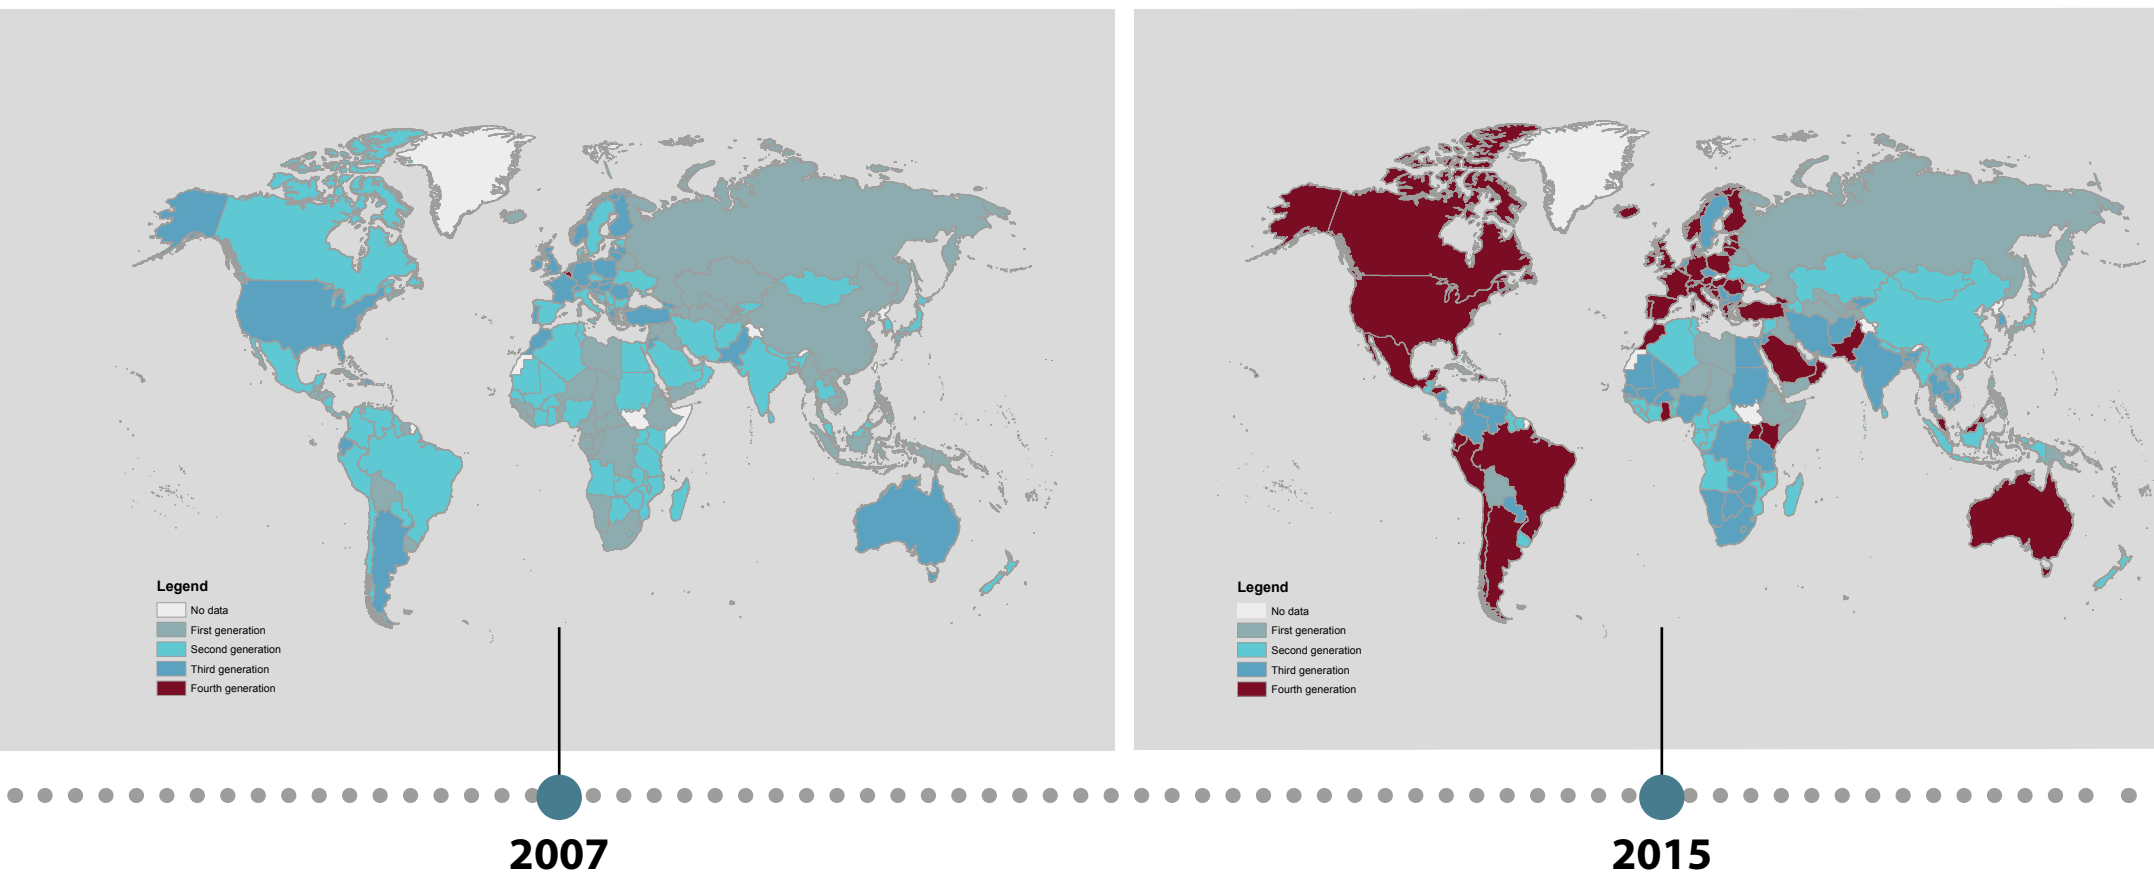 Legend
No data
First generation
Second generation
Third generation
Fourth generation
Legend
No data
First generation
Second generation
Third generation
Fourth generation
2007
2015